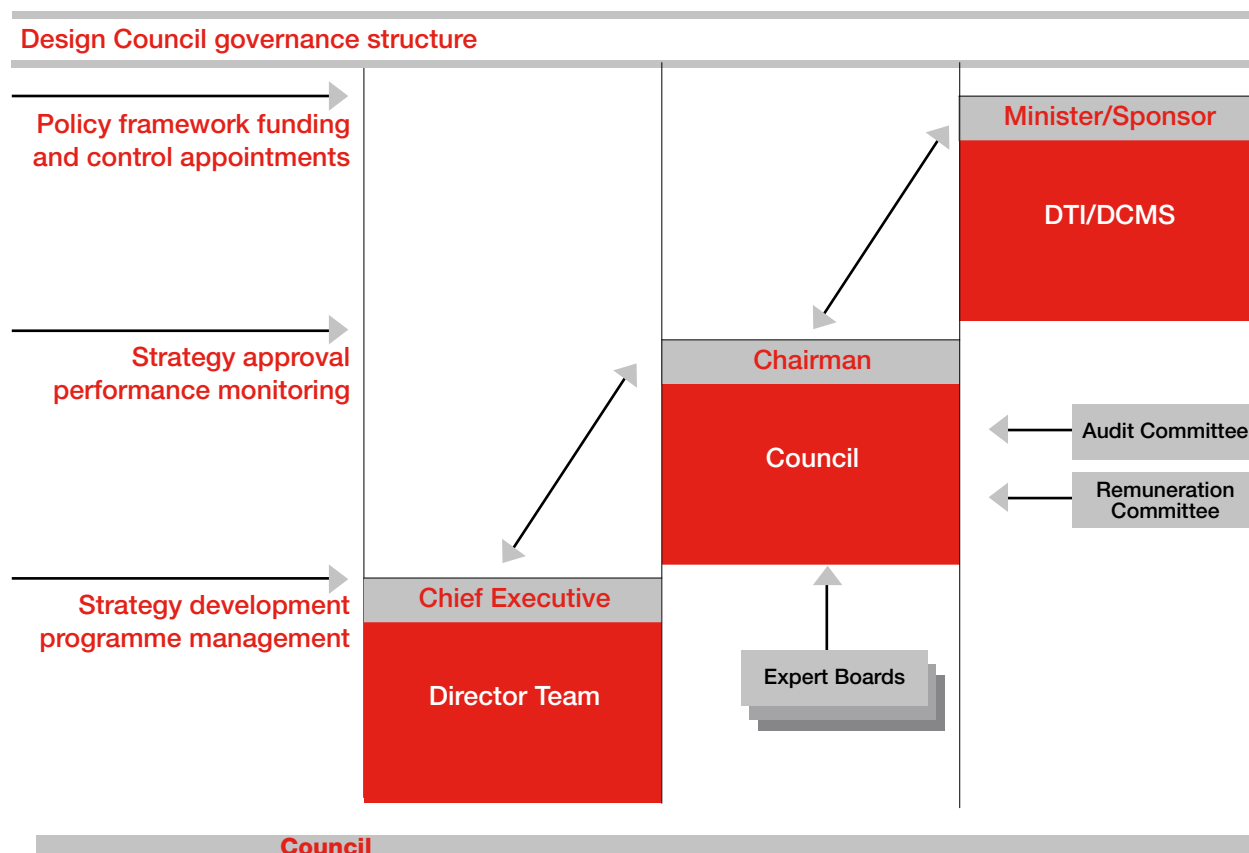 Design Council governance structure
Policy framework funding
and control appointments
Minister/Sponsor
DTI/DCMS
Strategy approval
performance monitoring
Chairman
Council
Audit Committee
Remuneration
Committee
Strategy development
programme management
Chief Executive
Director Team
Expert Boards
Council